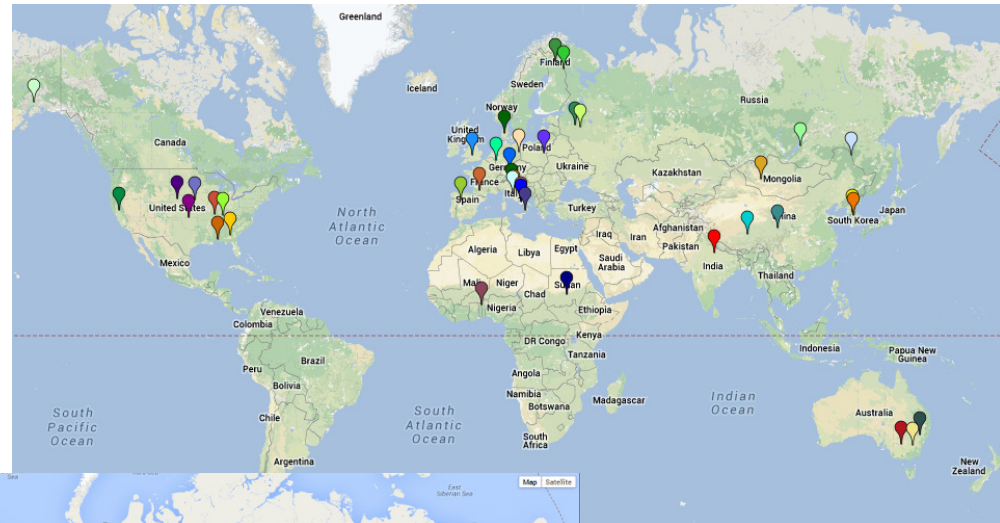 Greenland
Iceland
Finland
Sweden
Norway
Russia
Canada
United
Kingdom
Poland
Germany
Ukraine
Kazakhstan
Mongolia
France
Ital
Spain
United States
Turkey
China
South Korea
Japan
North
Atlantic
Ocean
Afghanistan
Iraq
Iran
Pakistan
Algeria
Libya
Egypt
Saudi
Arabia
Mexico
India
Thailand
Mali
Niger
Chad
Sudan
Nigeria
Ethiopia
Venezuela
Colombia
DR Congo
Kenya
Tanzania
Indonesia
Papua New
Guinea
Peru
Brazil
Angola
Bolivia
Namibia
Botswana
Madagascar
Indian
Ocean
South
Pacific
Ocean
South
Atlantic
Ocean
Chile
Australia
South
Africa
Argentina
New
Zealand
Sea
East
Siberian Sea
Map
Satellite